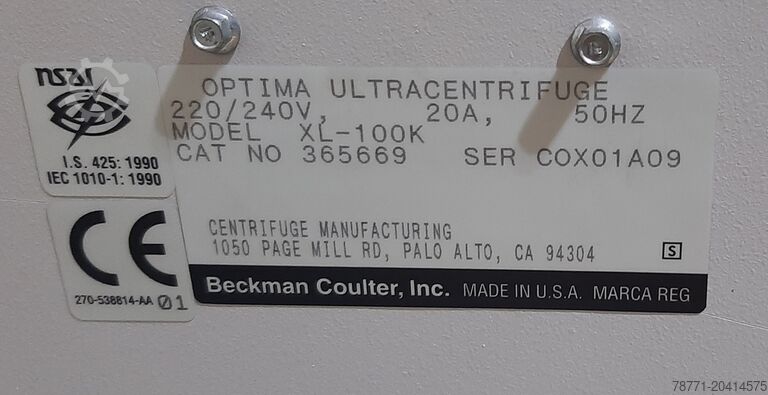 nsai
I.S. 425: 1990
IEC 1010-1: 1990
OPTIMA ULTRACENTRIFUGE
220/240V, 20A, 50HZ
MODEL XL-100K
CAT NO 365669 SER COX01A09
CENTRIFUGE MANUFACTURING
1050 PAGE MILL RD, PALO ALTO, CA 94304
S
CE
270-538814-AA 01
Beckman Coulter, Inc. MADE IN U.S.A. MARCA REG
78771-20414575